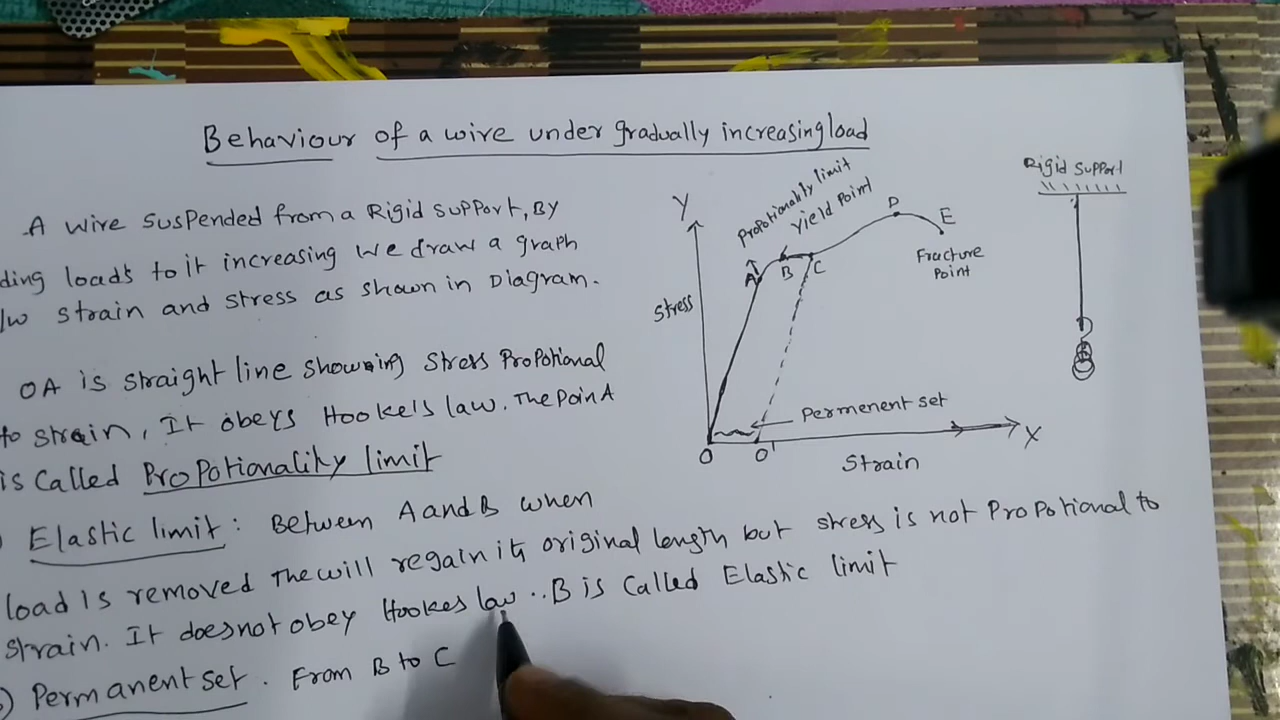 Behaviour of a wire under gradually increasing load
A wire suspended from a Rigid support, By
ding loads to it increasing we draw a graph
/w strain and stress as shown in Diagram.
OA is straight line showing stress Propotional
to strain, It obeys Hooke's law. The Poin A
is Called Propotionality limit
Elastic limit: Between A and B when
load is removed The will regain its original length but stress is not Propotional to
strain. It does not obey Hookes law ∴ B is Called Elastic limit
Permanent set. From B to C
Y
Stress
Propotionality limit
Yield Point
A
B
C
D
E
Fracture
Point
Permenent set
O
O'
X
Strain
Rigid Support